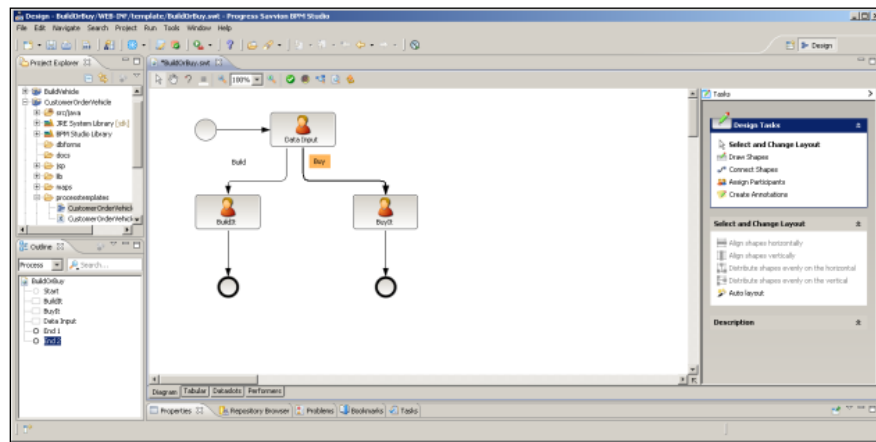 Design - BuildOrBuy/WEB-INF/template/BuildOrBuy.swt - Progress Savvion BPM Studio
File Edit Navigate Search Project Run Tools Window Help
Design
Project Explorer
BuildVehicle
CustomerOrderVehicle
src/java
JRE System Library [sdk]
BPM Studio Library
dbforms
docs
jsp
lib
maps
processtemplates
CustomerOrderVehicl
CustomerOrderVehicl
Outline
Process Search...
BuildOrBuy
Start
BuildIt
BuyIt
Data Input
End 1
End 2
*BuildOrBuy.swt
100%
Data Input
Build
Buy
BuildIt
BuyIt
Diagram Tabular Dataslots Performers
Tasks
Design Tasks
Select and Change Layout
Draw Shapes
Connect Shapes
Assign Participants
Create Annotations
Select and Change Layout
Align shapes horizontally
Align shapes vertically
Distribute shapes evenly on the horizontal
Distribute shapes evenly on the vertical
Auto layout
Description
Properties Repository Browser Problems Bookmarks Tasks